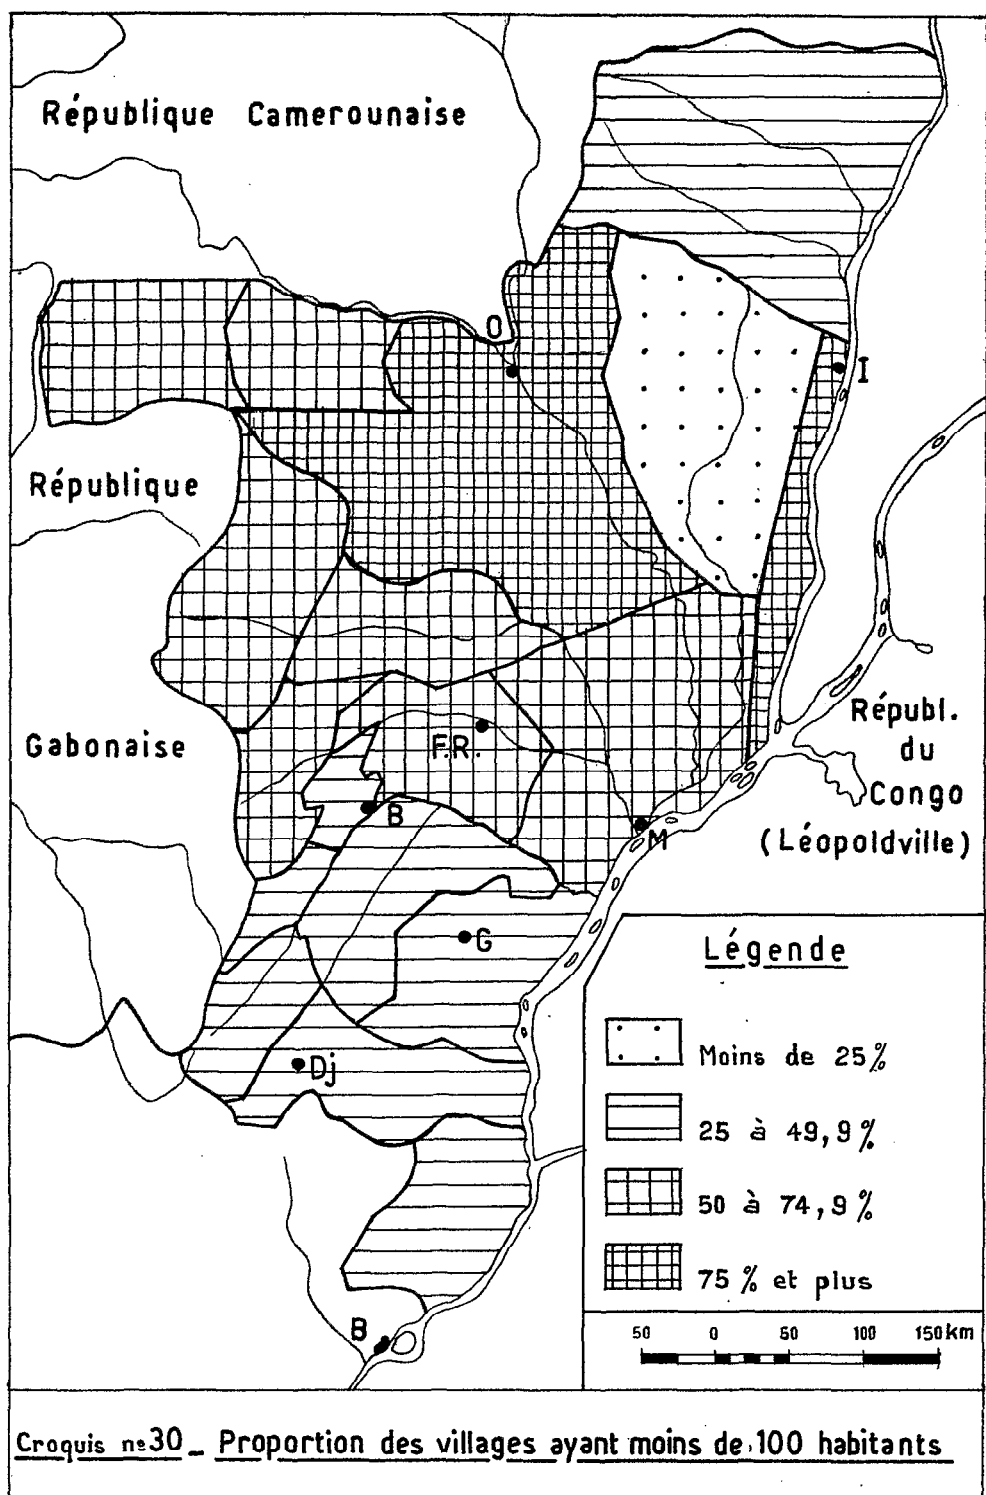 République Camerounaise
O
I
République
Gabonaise
F.R.
B
M
Républ.
du
Congo
(Léopoldville)
G
Dj
B
Légende
Moins de 25%
25 à 49,9%
50 à 74,9%
75% et plus
50 0 50 100 150km
Croquis nº30_ Proportion des villages ayant moins de 100 habitants